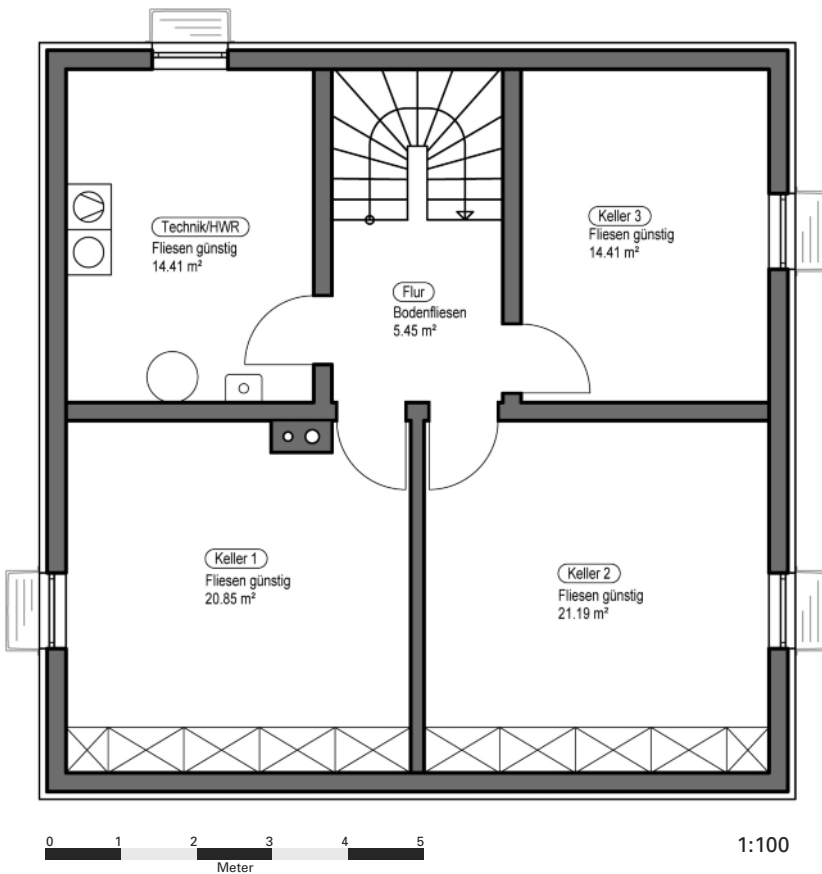 Technik/HWR
Fliesen günstig
14.41 m²
Keller 3
Fliesen günstig
14.41 m²
Flur
Bodenfliesen
5.45 m²
Keller 1
Fliesen günstig
20.85 m²
Keller 2
Fliesen günstig
21.19 m²
0 1 2 3 4 5
Meter
1:100